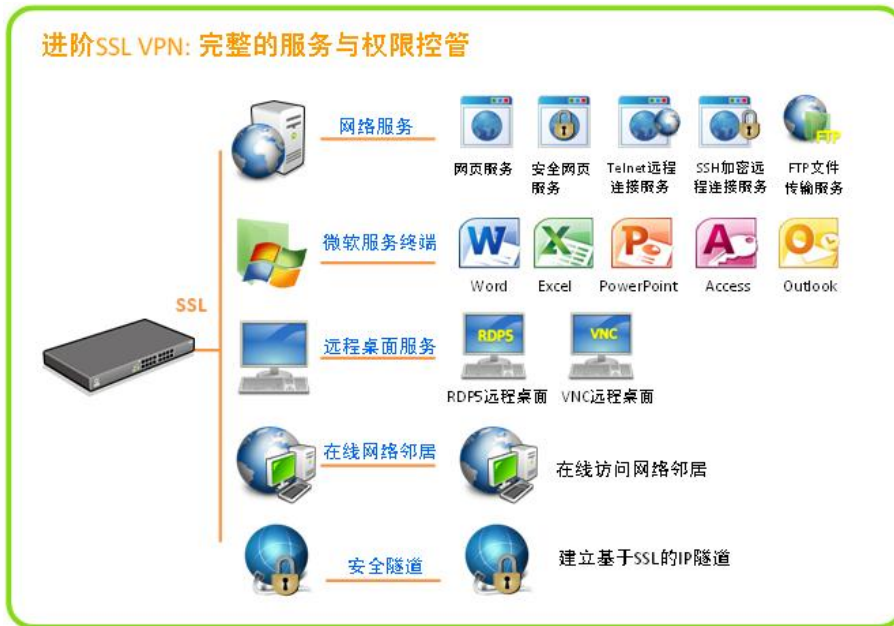 进阶SSL VPN: 完整的服务与权限控管
网络服务
网页服务
安全网页
服务
Telnet远程
连接服务
SSH加密远
程连接服务
FTP
FTP文件
传输服务
微软服务终端
Word
Excel
PowerPoint
Access
Outlook
SSL
远程桌面服务
RDP5
RDP5远程桌面
VNC
VNC远程桌面
在线网络邻居
在线访问网络邻居
安全隧道
建立基于SSL的IP隧道